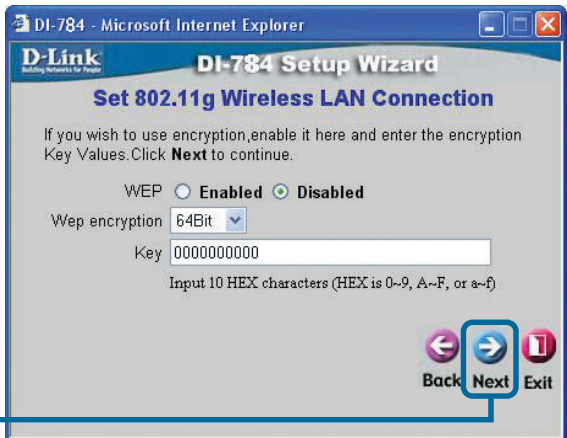 DI-784 - Microsoft Internet Explorer
D-Link
Building Networks for People
DI-784 Setup Wizard
Set 802.11g Wireless LAN Connection
If you wish to use encryption,enable it here and enter the encryption
Key Values.Click Next to continue.
WEP Enabled Disabled
Wep encryption 64Bit
Key 0000000000
Input 10 HEX characters (HEX is 0~9, A~F, or a~f)
Back Next Exit